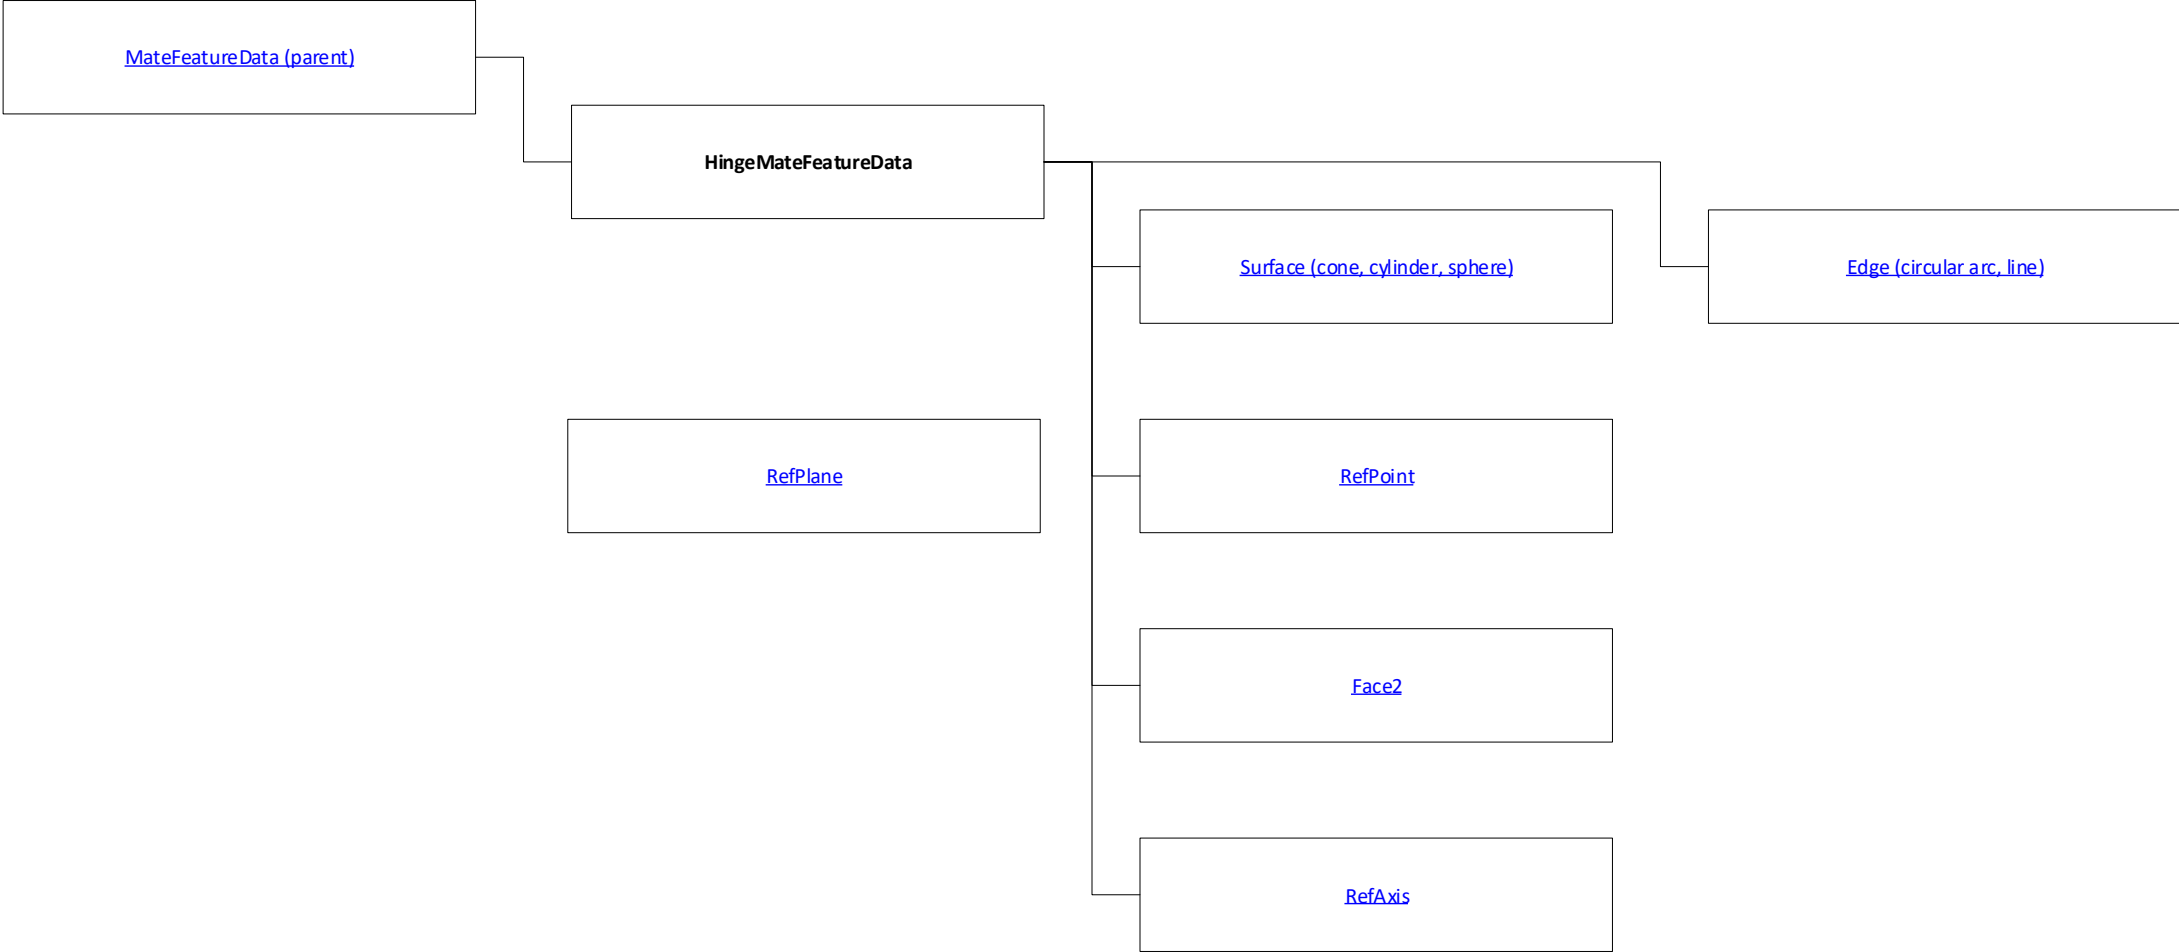 MateFeatureData (parent)
HingeMateFeatureData
Surface (cone, cylinder, sphere)
Edge (circular arc, line)
RefPlane
RefPoint
Face2
RefAxis